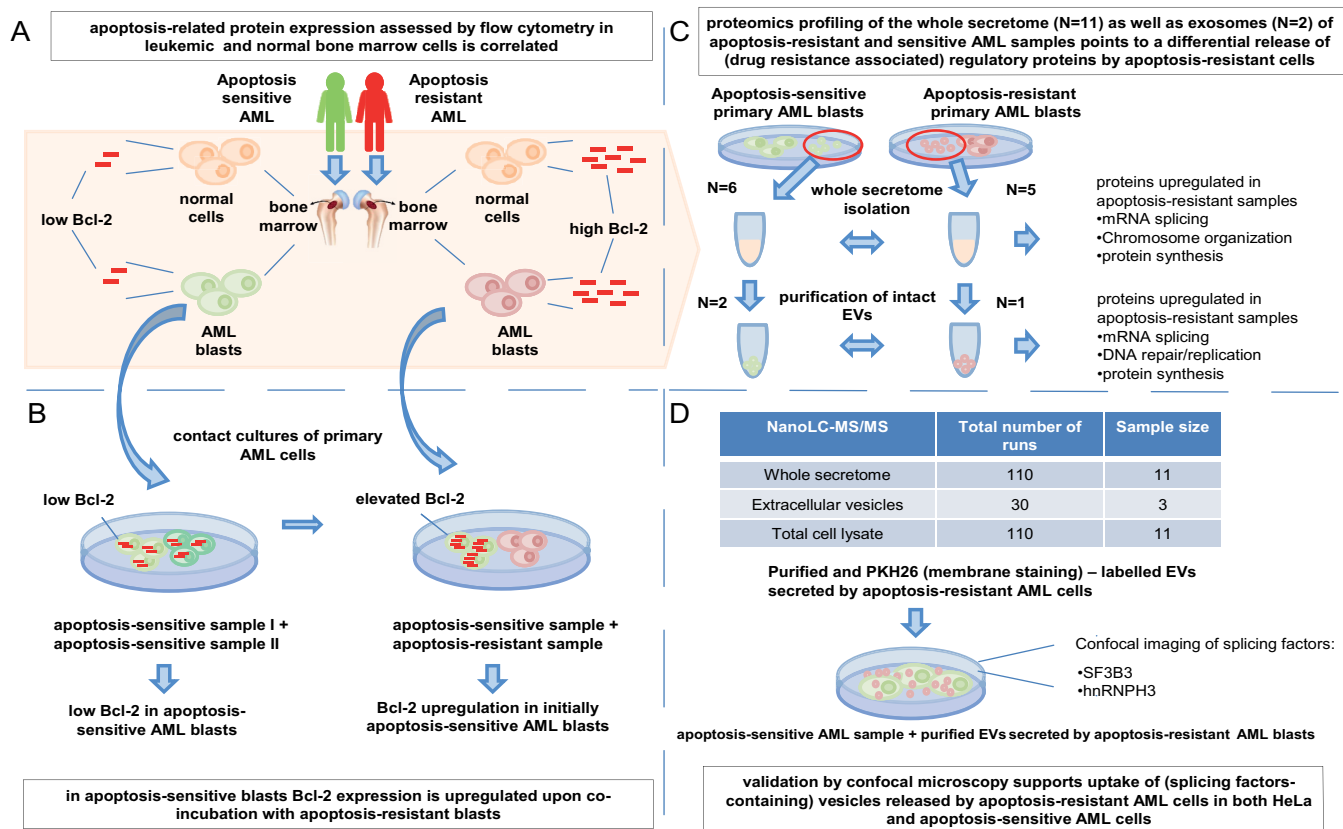 A
apoptosis-related protein expression assessed by flow cytometry in
leukemic and normal bone marrow cells is correlated
Apoptosis
sensitive
AML
Apoptosis
resistant
AML
low Bcl-2
normal
cells
bone
marrow
bone
marrow
normal
cells
high Bcl-2
AML
blasts
AML
blasts
B
contact cultures of primary
AML cells
low Bcl-2
elevated Bcl-2
apoptosis-sensitive sample I +
apoptosis-sensitive sample II
apoptosis-sensitive sample +
apoptosis-resistant sample
low Bcl-2 in apoptosis-
sensitive AML blasts
Bcl-2 upregulation in initially
apoptosis-sensitive AML blasts
in apoptosis-sensitive blasts Bcl-2 expression is upregulated upon co-
incubation with apoptosis-resistant blasts
C
proteomics profiling of the whole secretome (N=11) as well as exosomes (N=2) of
apoptosis-resistant and sensitive AML samples points to a differential release of
(drug resistance associated) regulatory proteins by apoptosis-resistant cells
Apoptosis-sensitive
primary AML blasts
Apoptosis-resistant
primary AML blasts
N=6
whole secretome
isolation
N=5
proteins upregulated in
apoptosis-resistant samples
•mRNA splicing
•Chromosome organization
•protein synthesis
N=2
purification of intact
EVs
N=1
proteins upregulated in
apoptosis-resistant samples
•mRNA splicing
•DNA repair/replication
•protein synthesis
D
NanoLC-MS/MS Total number of runs Sample size
Whole secretome 110 11
Extracellular vesicles 30 3
Total cell lysate 110 11
Purified and PKH26 (membrane staining) – labelled EVs
secreted by apoptosis-resistant AML cells
Confocal imaging of splicing factors:
•SF3B3
•hnRNPH3
apoptosis-sensitive AML sample + purified EVs secreted by apoptosis-resistant AML blasts
validation by confocal microscopy supports uptake of (splicing factors-
containing) vesicles released by apoptosis-resistant AML cells in both HeLa
and apoptosis-sensitive AML cells